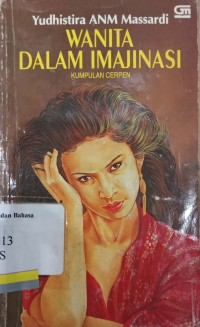 Yudhistira ANM Massardi
GM
WANITA
DALAM IMAJINASI
KUMPULAN CERPEN
dan Bahasa
13
S